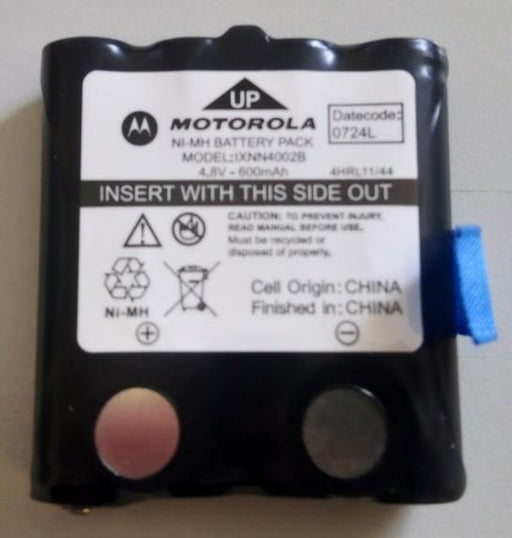 UP
MOTOROLA
Datecode:
0724L
NI-MH BATTERY PACK
MODEL:IXNN4002B
4.8V - 600mAh
4HRL11/44
INSERT WITH THIS SIDE OUT
CAUTION: TO PREVENT INJURY,
READ MANUAL BEFORE USE.
Must be recycled or
disposed of properly.
Cell Origin: CHINA
Finished in: CHINA
Ni-MH
+ −